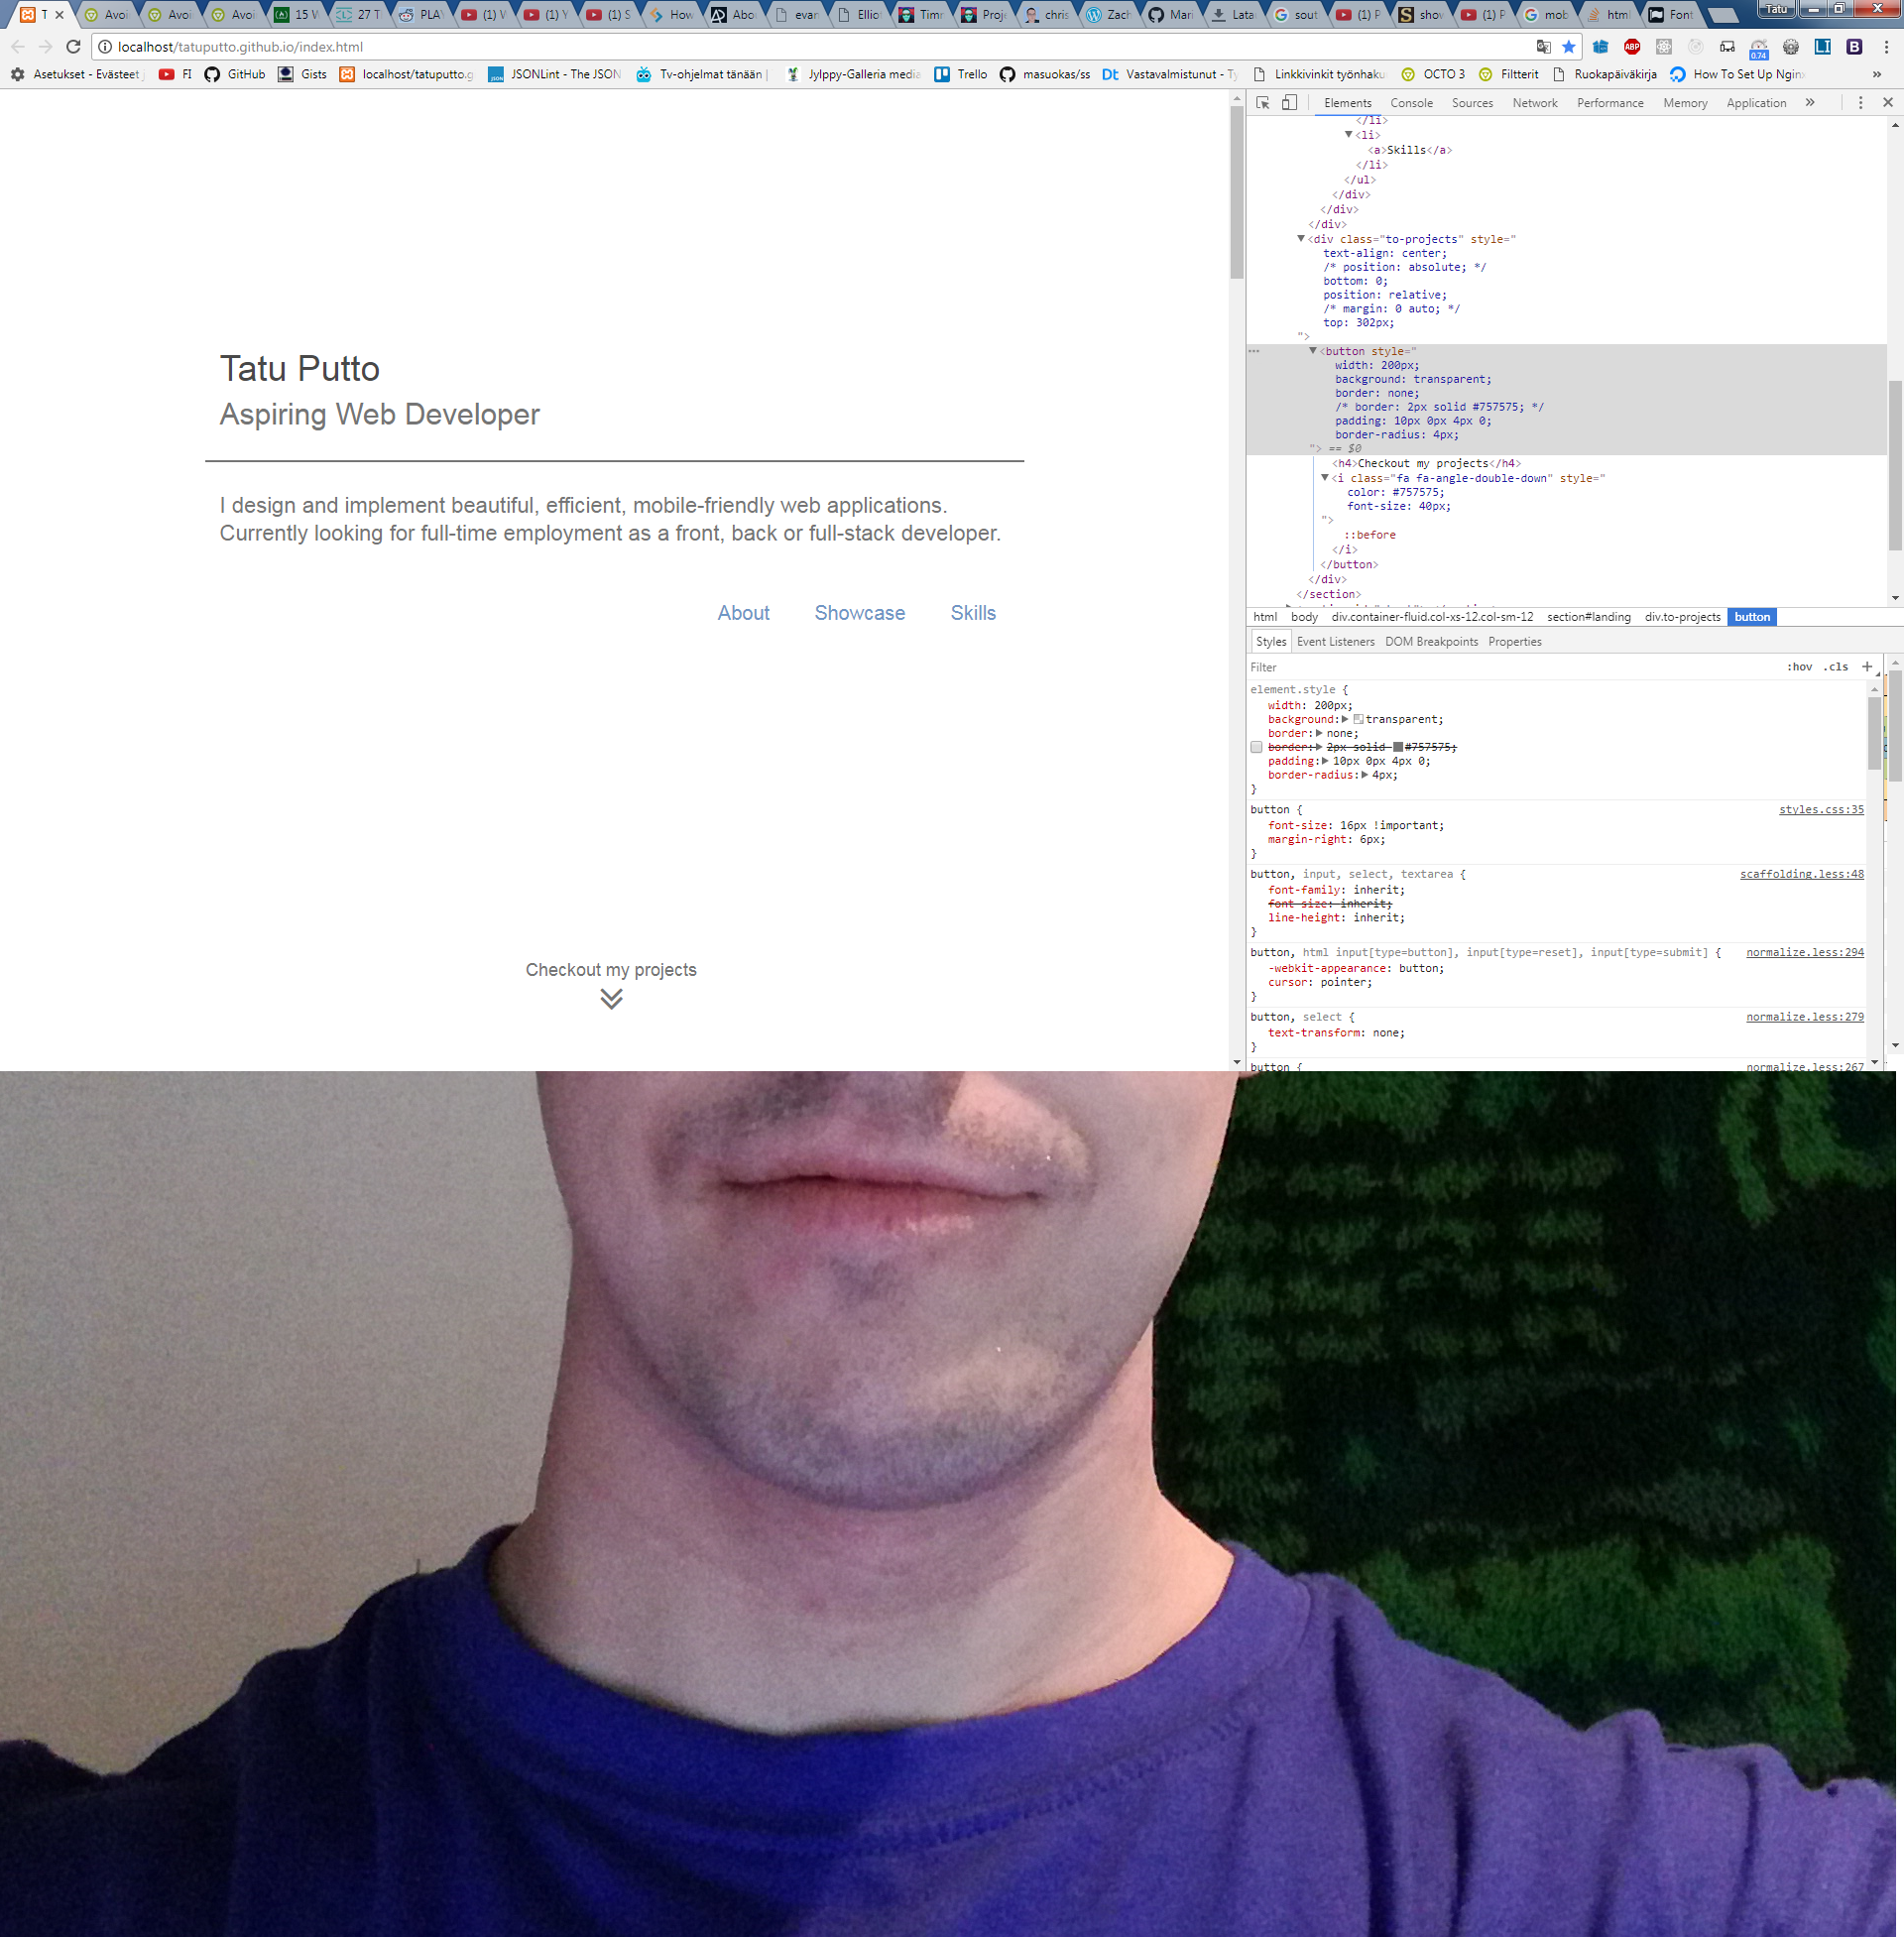 T
Avoi
Avoi
Avoi
15 V
27 T
PLAY
(1) V
(1) Y
(1) S
How
Abo
evan
Ellio
Timr
Proje
chris
Zach
Mari
Lata
sout
(1) P
shov
(1) P
mob
html
Font
Tatu
localhost/tatuputto.github.io/index.html
ABP
0.74
LI
B
Asetukset - Evästeet
FI
GitHub
Gists
localhost/tatuputto.g
JSONLint - The JSON
Tv-ohjelmat tänään |
Jylppy-Galleria media
Trello
masuokas/ss
Dt Vastavalmistunut - Ty
Linkkivinkit työnhaku
OCTO 3
Filtterit
Ruokapäiväkirja
How To Set Up Nginx
»
Tatu Putto
Aspiring Web Developer
I design and implement beautiful, efficient, mobile-friendly web applications.
Currently looking for full-time employment as a front, back or full-stack developer.
About Showcase Skills
Checkout my projects
Elements Console Sources Network Performance Memory Application »
</li>
<li>
<a>Skills</a>
</li>
</ul>
</div>
</div>
</div>
<div class="to-projects" style="
text-align: center;
/* position: absolute; */
bottom: 0;
position: relative;
/* margin: 0 auto; */
top: 302px;
">
<button style="
width: 200px;
background: transparent;
border: none;
/* border: 2px solid #757575; */
padding: 10px 0px 4px 0;
border-radius: 4px;
"> == $0
<h4>Checkout my projects</h4>
<i class="fa fa-angle-double-down" style="
color: #757575;
font-size: 40px;
">
::before
</i>
</button>
</div>
</section>
html body div.container-fluid.col-xs-12.col-sm-12 section#landing div.to-projects button
Styles Event Listeners DOM Breakpoints Properties
Filter :hov .cls +
element.style {
width: 200px;
background: transparent;
border: none;
border: 2px solid #757575;
padding: 10px 0px 4px 0;
border-radius: 4px;
}
button { styles.css:35
font-size: 16px !important;
margin-right: 6px;
}
button, input, select, textarea { scaffolding.less:48
font-family: inherit;
font-size: inherit;
line-height: inherit;
}
button, html input[type=button], input[type=reset], input[type=submit] { normalize.less:294
-webkit-appearance: button;
cursor: pointer;
}
button, select { normalize.less:279
text-transform: none;
}
button { normalize.less:267